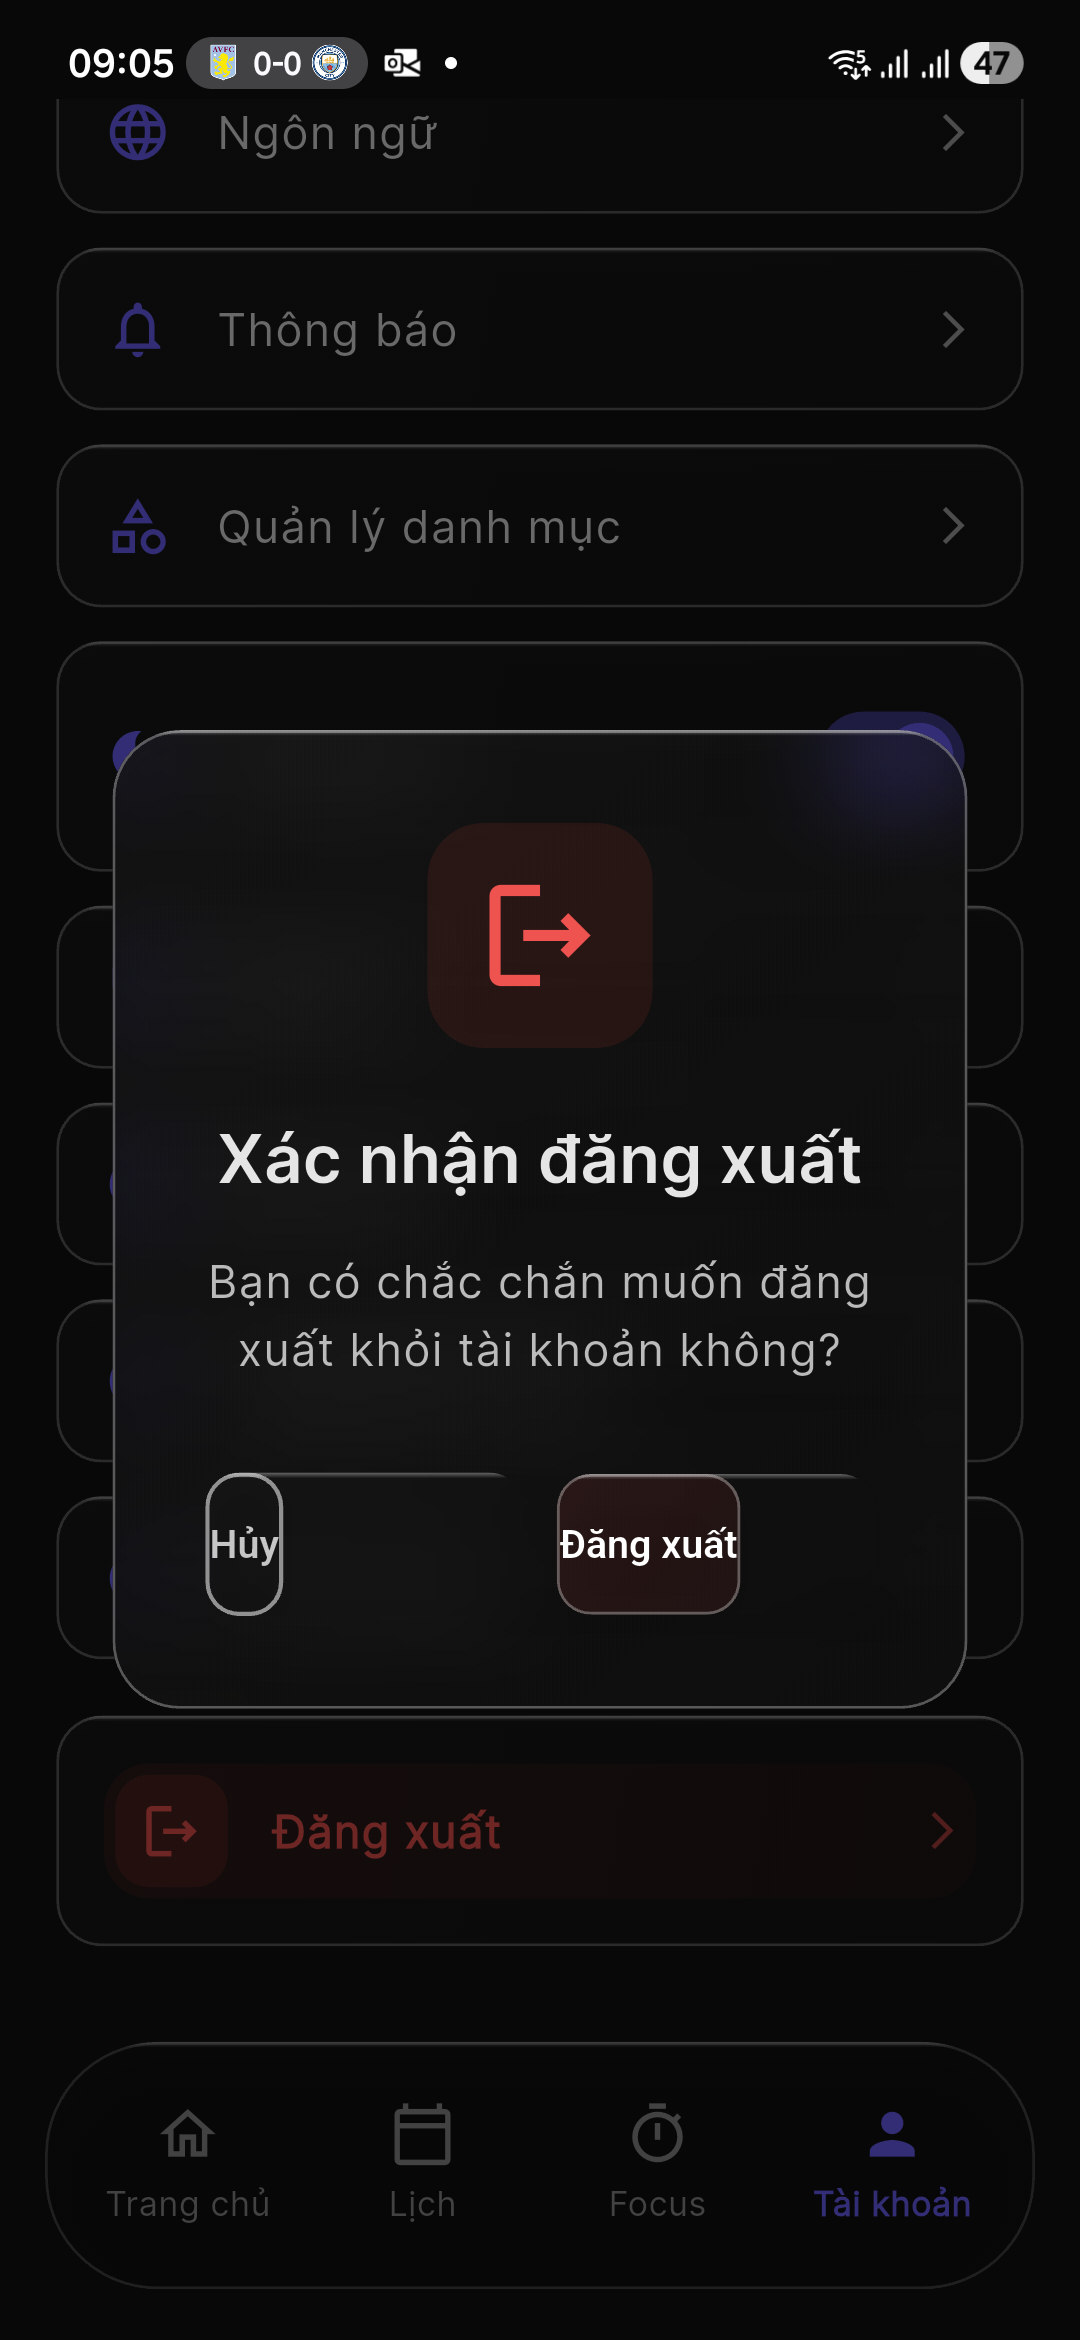 09:05
AVFC
0-0
5
47
Ngôn ngữ
Thông báo
Quản lý danh mục
Xác nhận đăng xuất
Bạn có chắc chắn muốn đăng
xuất khỏi tài khoản không?
Hủy
Đăng xuất
Đăng xuất
Trang chủ
Lịch
Focus
Tài khoản